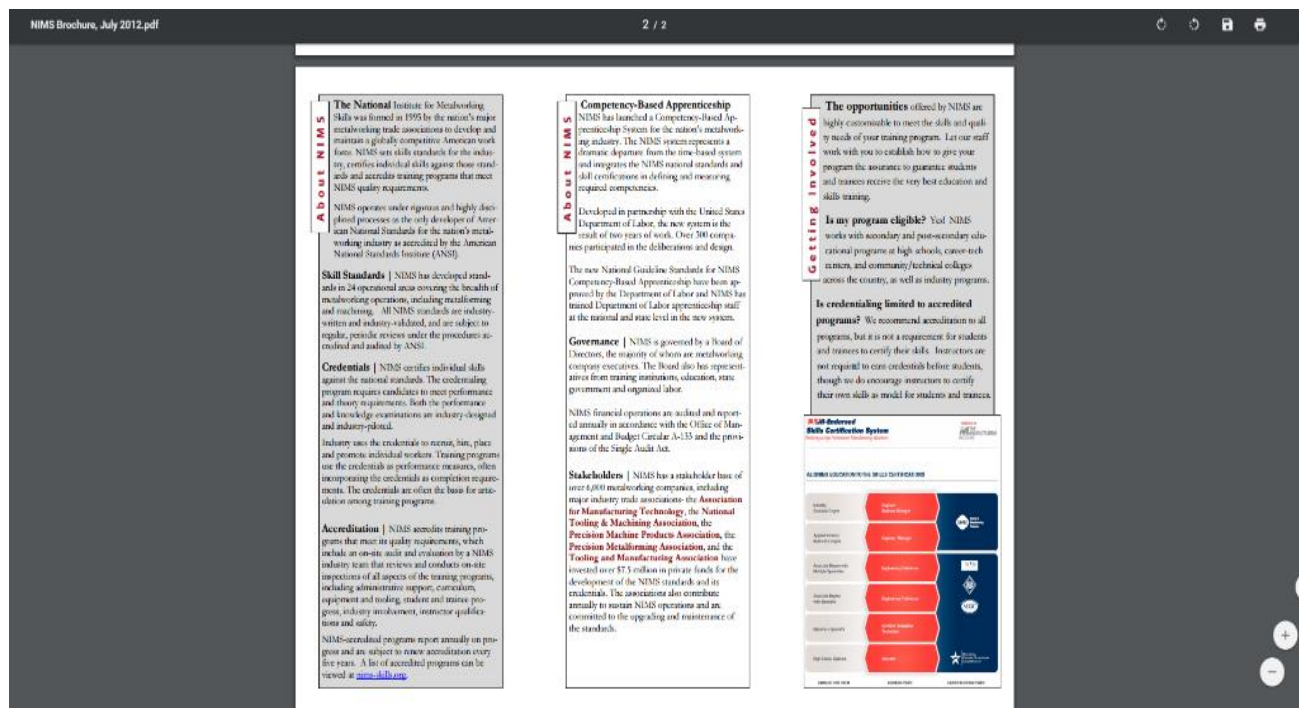 NIMS Brochure, July 2012.pdf
2 / 2
About NIMS
The National Institute for Metalworking
Skills was formed in 1995 by the nation's major
metalworking trade associations to develop and
maintain a globally competitive American work
force. NIMS sets skills standards for the indus-
try, certifies individual skills against those stand-
ards and accredits training programs that meet
NIMS quality requirements.
NIMS operates under rigorous and highly disci-
plined processes as the only developer of Amer-
ican National Standards for the nation's metal-
working industry as accredited by the American
National Standards Institute (ANSI).
Skill Standards | NIMS has developed stand-
ards in 24 operational areas covering the breadth of
metalworking operations, including metalforming
and machining. All NIMS standards are industry-
written and industry-validated, and are subject to
regular, periodic reviews under the procedures ac-
credited and audited by ANSI.
Credentials | NIMS certifies individual skills
against the national standards. The credentialing
program requires candidates to meet performance
and theory requirements. Both the performance
and knowledge examinations are industry-designed
and industry-piloted.
Industry uses the credentials to recruit, hire, place
and promote individual workers. Training programs
use the credentials as performance measures, often
incorporating the credentials as completion require-
ments. The credentials are often the basis for artic-
ulation among training programs.
Accreditation | NIMS accredits training pro-
grams that meet its quality requirements, which
include an on-site audit and evaluation by a NIMS
industry team that reviews and conducts on-site
inspections of all aspects of the training programs,
including administrative support, curriculum,
equipment and tooling, student and trainee pro-
gress, industry involvement, instructor qualifica-
tions and safety.
NIMS-accredited programs report annually on pro-
gress and are subject to renew accreditation every
five years. A list of accredited programs can be
viewed at nims-skills.org.
About NIMS
Competency-Based Apprenticeship
NIMS has launched a Competency-Based Ap-
prenticeship System for the nation's metalwork-
ing industry. The NIMS system represents a
dramatic departure from the time-based system
and integrates the NIMS national standards and
skill certifications in defining and measuring
required competencies.
Developed in partnership with the United States
Department of Labor, the new system is the
result of two years of work. Over 300 compa-
nies participated in the deliberations and design.
The new National Guideline Standards for NIMS
Competency-Based Apprenticeship have been ap-
proved by the Department of Labor and NIMS has
trained Department of Labor apprenticeship staff
at the national and state level in the new system.
Governance | NIMS is governed by a Board of
Directors, the majority of whom are metalworking
company executives. The Board also has represent-
atives from training institutions, education, state
government and organized labor.
NIMS financial operations are audited and report-
ed annually in accordance with the Office of Man-
agement and Budget Circular A-133 and the provi-
sions of the Single Audit Act.
Stakeholders | NIMS has a stakeholder base of
over 6,000 metalworking companies, including
major industry trade associations- the Association
for Manufacturing Technology, the National
Tooling & Machining Association, the
Precision Machine Products Association, the
Precision Metalforming Association, and the
Tooling and Manufacturing Association have
invested over $7.5 million in private funds for the
development of the NIMS standards and its
credentials. The associations also contribute
annually to sustain NIMS operations and are
committed to the upgrading and maintenance of
the standards.
Getting Involved
The opportunities offered by NIMS are
highly customizable to meet the skills and quali-
ty needs of your training program. Let our staff
work with you to establish how to give your
program the assurance to guarantee students
and trainees receive the very best education and
skills training.
Is my program eligible? Yes! NIMS
works with secondary and post-secondary edu-
cational programs at high schools, career-tech
centers, and community/technical colleges
across the country, as well as industry programs.
Is credentialing limited to accredited
programs? We recommend accreditation to all
programs, but it is not a requirement for students
and trainees to certify their skills. Instructors are
not required to earn credentials before students,
though we do encourage instructors to certify
their own skills as model for students and trainees.
Skills Certification System